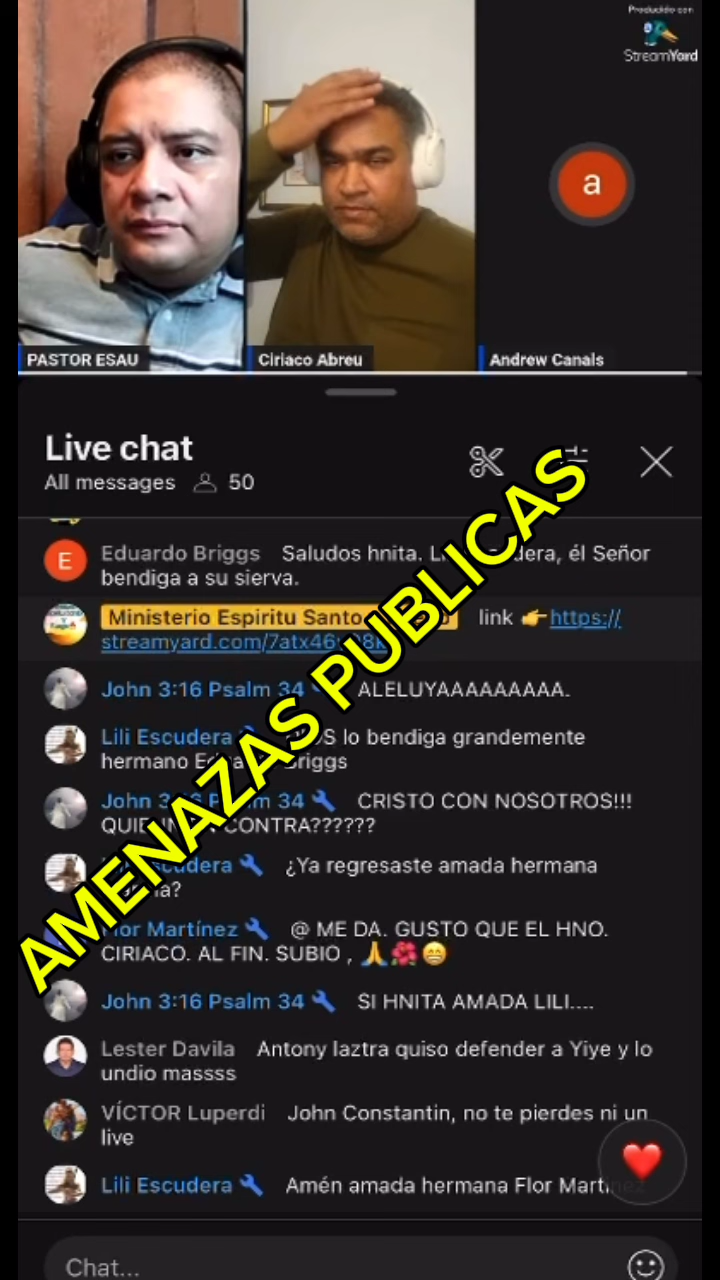 Producido con
StreamYard
a
PASTOR ESAU
Ciriaco Abreu
Andrew Canals
Live chat
All messages 50
E
Eduardo Briggs Saludos hnita. él Señor
bendiga a su sierva.
Ministerio Espiritu Santo link 👉 https://
streamyard.com/
John 3:16 Psalm 34 ALELUYAAAAAAAAA.
Lili Escudera lo bendiga grandemente
hermano Briggs
John 3:16 Psalm 34 🔧 CRISTO CON NOSOTROS!!!
CONTRA??????
Escudera 🔧 ¿Ya regresaste amada hermana
Flor Martínez 🔧 @ ME DA. GUSTO QUE EL HNO.
CIRIACO. AL FIN. SUBIO , 🙏🌺😁
John 3:16 Psalm 34 🔧 SI HNITA AMADA LILI....
Lester Davila Antony laztra quiso defender a Yiye y lo
undio massss
VÍCTOR Luperdi John Constantin, no te pierdes ni un
live
Lili Escudera 🔧 Amén amada hermana Flor Martínez
Chat...
AMENAZAS PUBLICAS